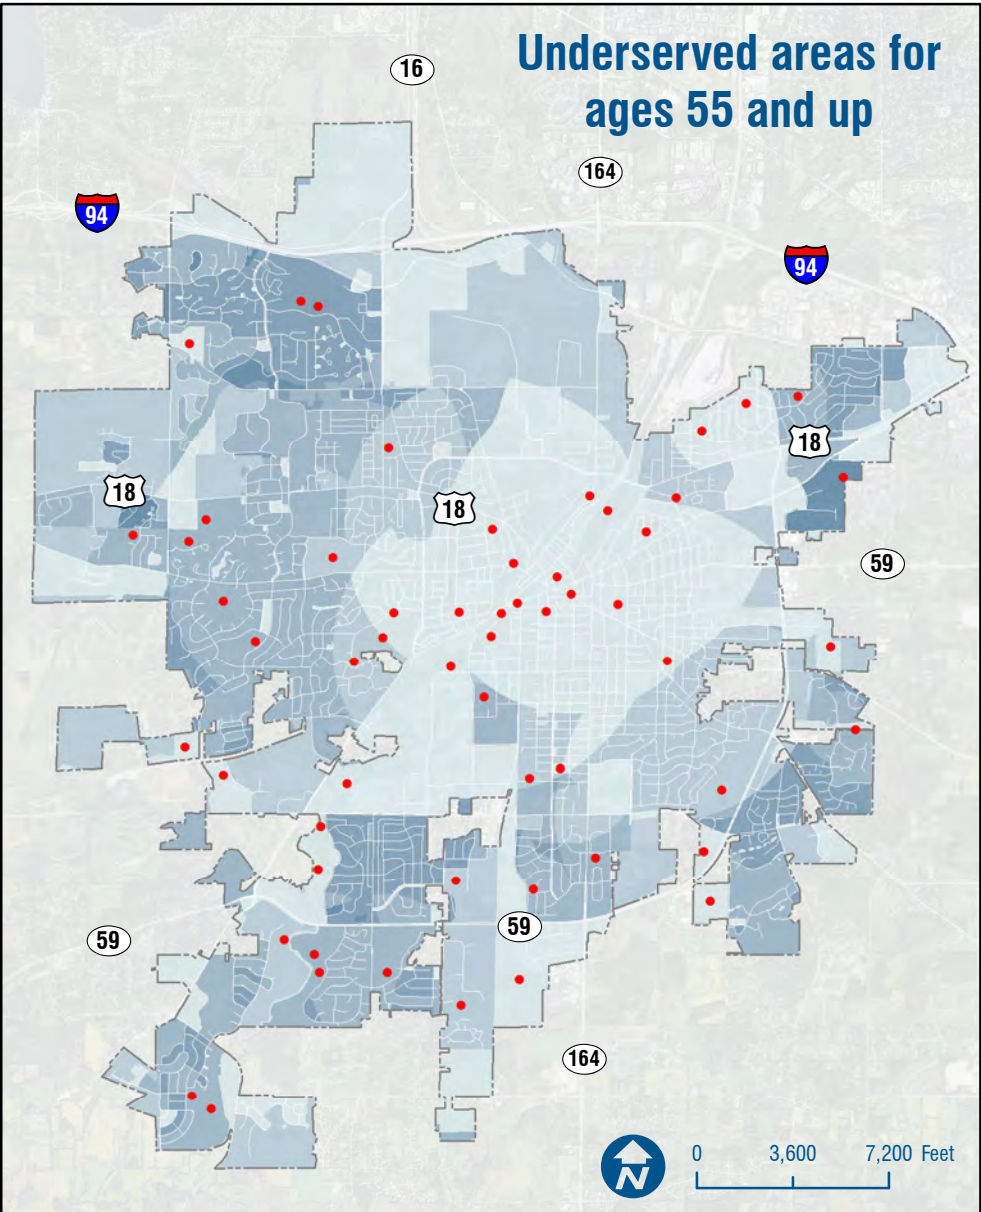 Underserved areas for
ages 55 and up
16
164
94
94
18
18
18
59
59
59
164
N
0 3,600 7,200 Feet